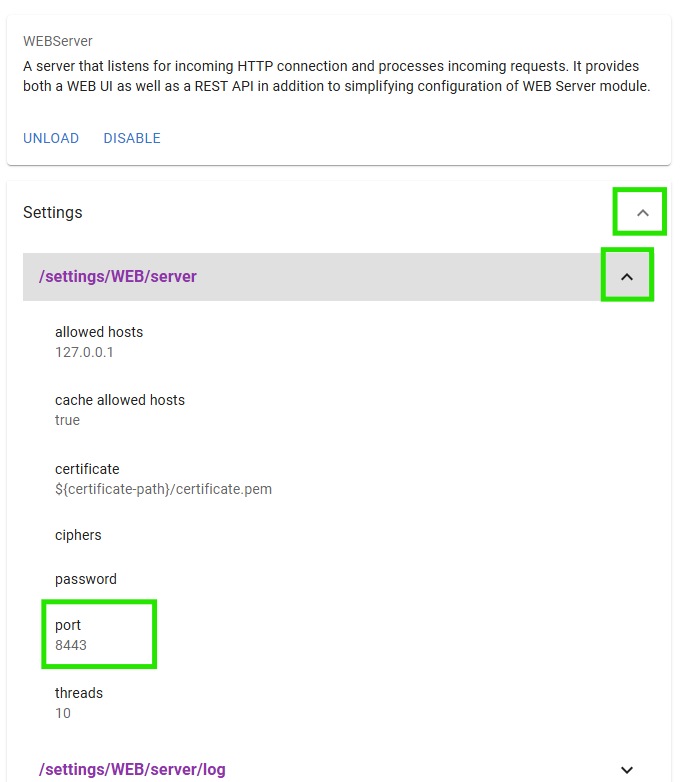 WEBServer
A server that listens for incoming HTTP connection and processes incoming requests. It provides
both a WEB UI as well as a REST API in addition to simplifying configuration of WEB Server module.
UNLOAD DISABLE
Settings
/settings/WEB/server
allowed hosts
127.0.0.1
cache allowed hosts
true
certificate
${certificate-path}/certificate.pem
ciphers
password
port
8443
threads
10
/settings/WEB/server/log